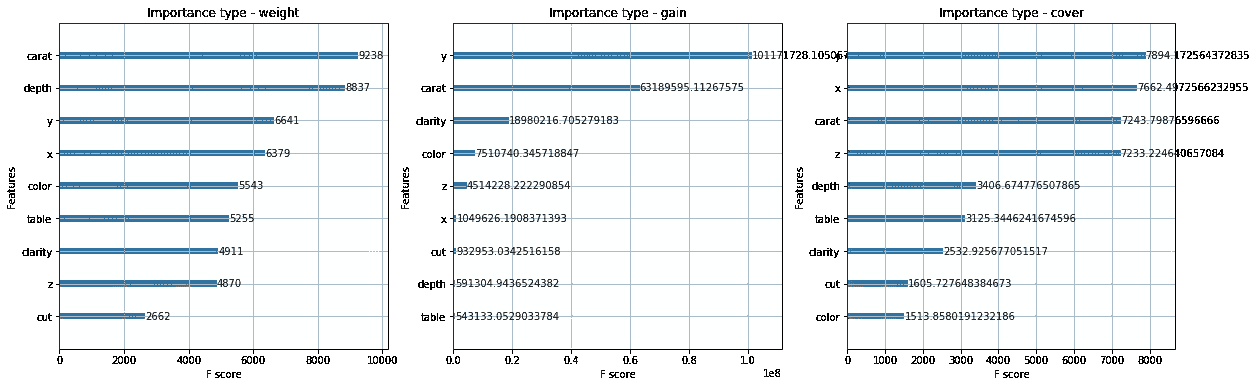 Importance type - weight
carat 9238
depth 8837
y 6641
x 6379
color 5543
table 5255
clarity 4911
z 4870
cut 2662
Features
0 2000 4000 6000 8000 10000
F score
Importance type - gain
y
carat 63189595.11267575
clarity 18980216.705279183
color 7510740.345718847
z 4514228.222290854
x 1049626.1908371393
cut 932953.0342516158
depth 591304.9436524382
table 543133.0529033784
Features
0.0 0.2 0.4 0.6 0.8 1.0
1e8
F score
Importance type - cover
7894.172564372835
x 7662.4972566232955
carat 7243.79876596666
z 7233.224640657084
depth 3406.674776507865
table 3125.3446241674596
clarity 2532.925677051517
cut 1605.727648384673
color 1513.8580191232186
Features
0 1000 2000 3000 4000 5000 6000 7000 8000
F score